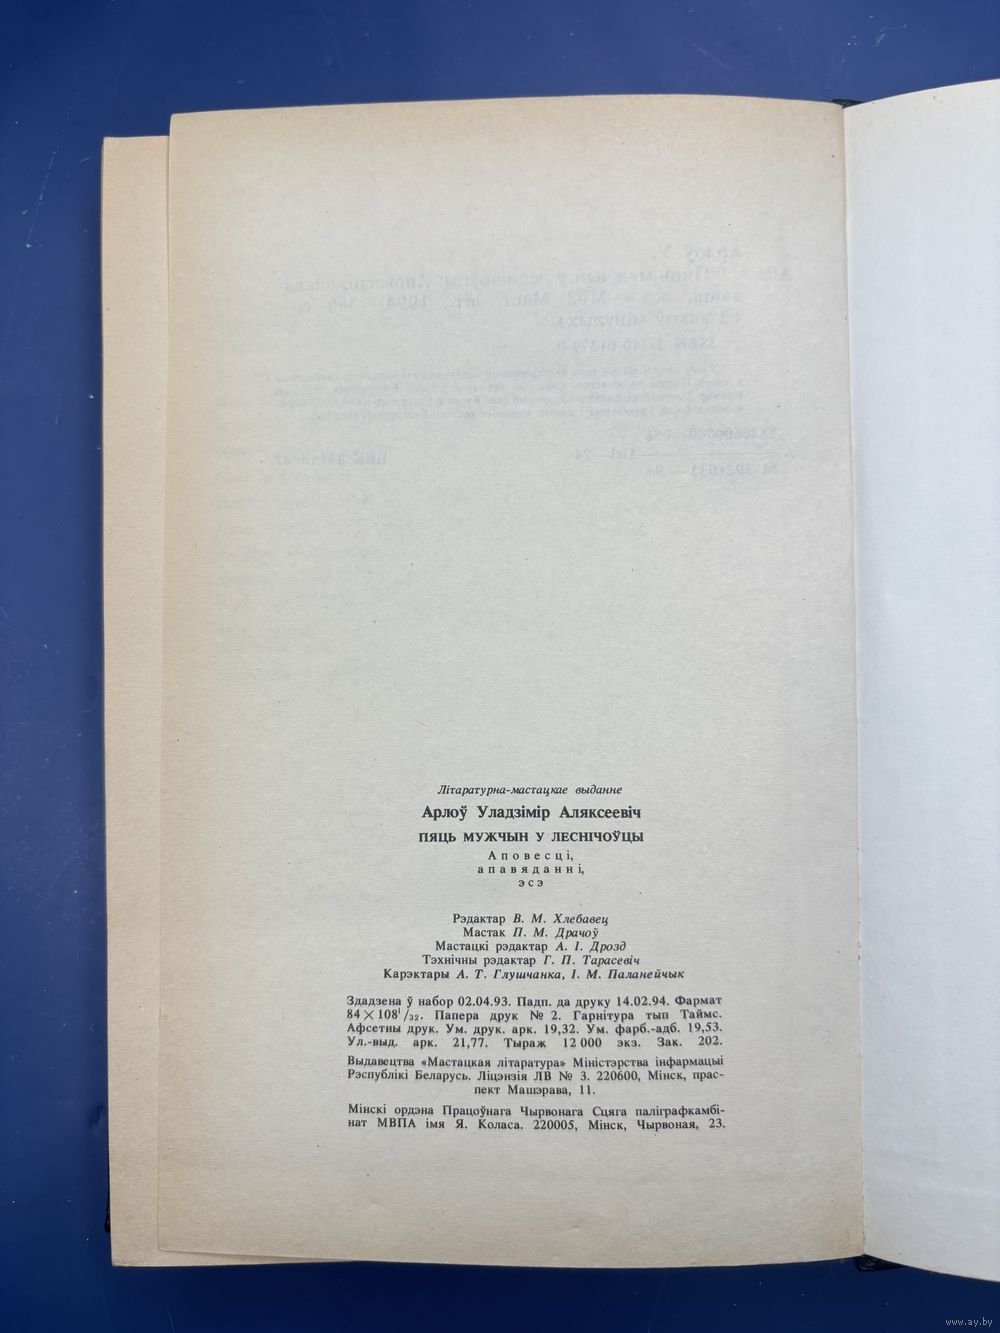 Літаратурна-мастацкае выданне
Арлоў Уладзімір Аляксеевіч
ПЯЦЬ МУЖЧЫН У ЛЕСНІЧОЎЦЫ
Аповесці,
апавяданні,
эсэ
Рэдактар В. М. Хлебавец
Мастак П. М. Драчоў
Мастацкі рэдактар А. І. Дрозд
Тэхнічны рэдактар Г. П. Тарасевіч
Карэктары А. Т. Глушчанка, І. М. Паланейчык
Здадзена ў набор 02.04.93. Падп. да друку 14.02.94. Фармат
84×108¹/₃₂. Папера друк № 2. Гарнітура тып Таймс.
Афсетны друк. Ум. друк. арк. 19,32. Ум. фарб.-адб. 19,53.
Ул.-выд. арк. 21,77. Тыраж 12 000 экз. Зак. 202.
Выдавецтва «Мастацкая літаратура» Міністэрства інфармацыі
Рэспублікі Беларусь. Ліцэнзія ЛВ № 3. 220600, Мінск, прас-
пект Машэрава, 11.
Мінскі ордэна Працоўнага Чырвонага Сцяга паліграфкамбі-
нат МВПА імя Я. Коласа. 220005, Мінск, Чырвоная, 23.
www.ay.by